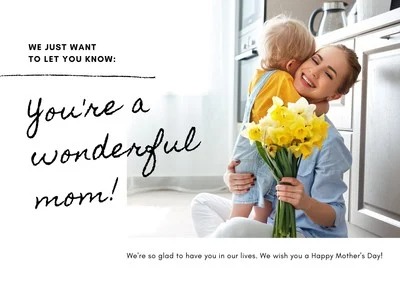 WE JUST WANT
TO LET YOU KNOW:
You're a
wonderful
mom!
We're so glad to have you in our lives. We wish you a Happy Mother's Day!